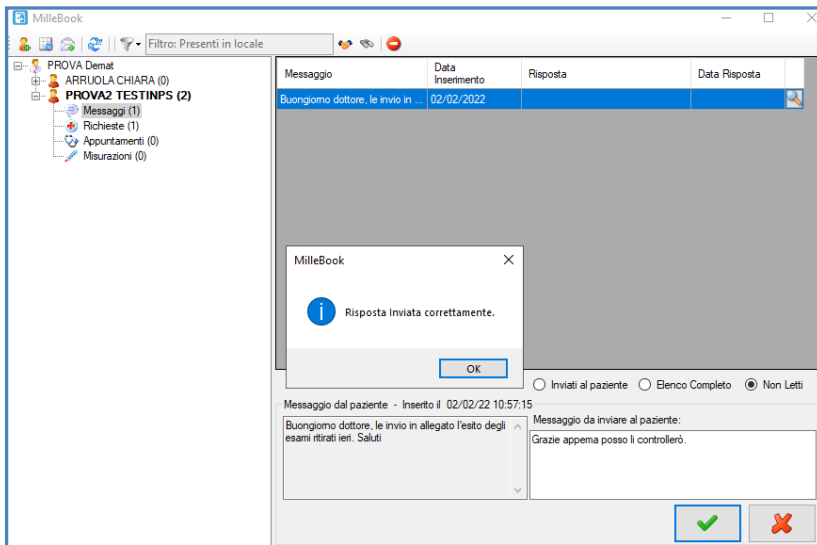 MilleBook
Filtro: Presenti in locale
PROVA Demat
ARRUOLA CHIARA (0)
PROVA2 TESTINPS (2)
Messaggi (1)
Richieste (1)
Appuntamenti (0)
Misurazioni (0)
Messaggio Data Inserimento Risposta Data Risposta
Buongiorno dottore, le invio in ... 02/02/2022
MilleBook
Risposta Inviata correttamente.
OK
Inviati al paziente Elenco Completo Non Letti
Messaggio dal paziente - Inserito il 02/02/22 10:57:15
Buongiorno dottore, le invio in allegato l'esito degli
esami ritirati ieri. Saluti
Messaggio da inviare al paziente:
Grazie appema posso li controllerò.